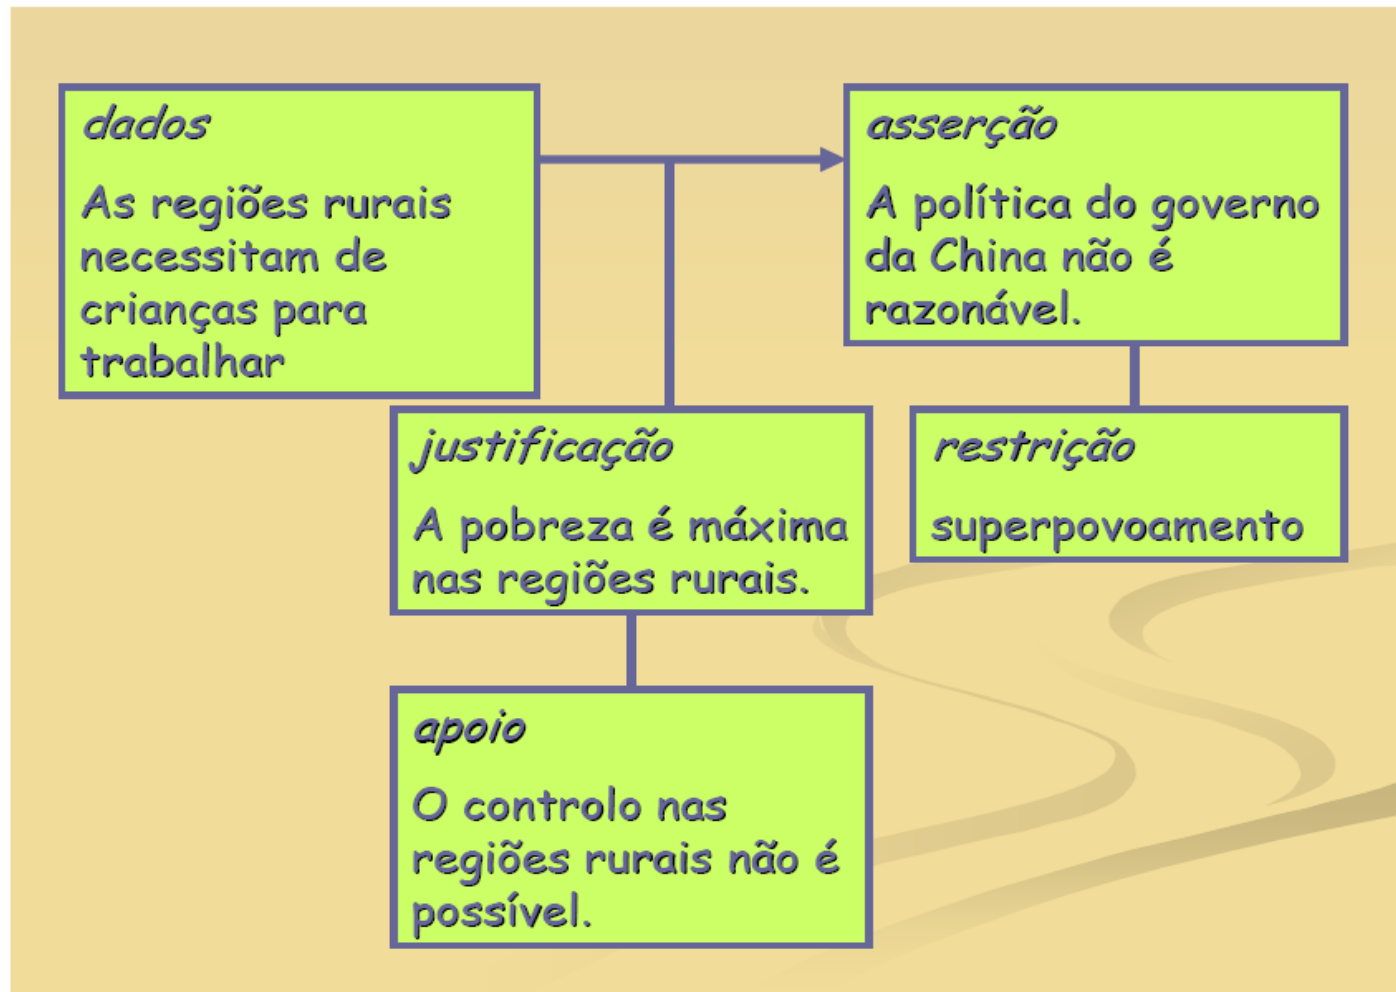 dados
As regiões rurais
necessitam de
crianças para
trabalhar
asserção
A política do governo
da China não é
razonável.
justificação
A pobreza é máxima
nas regiões rurais.
restrição
superpovoamento
apoio
O controlo nas
regiões rurais não é
possível.